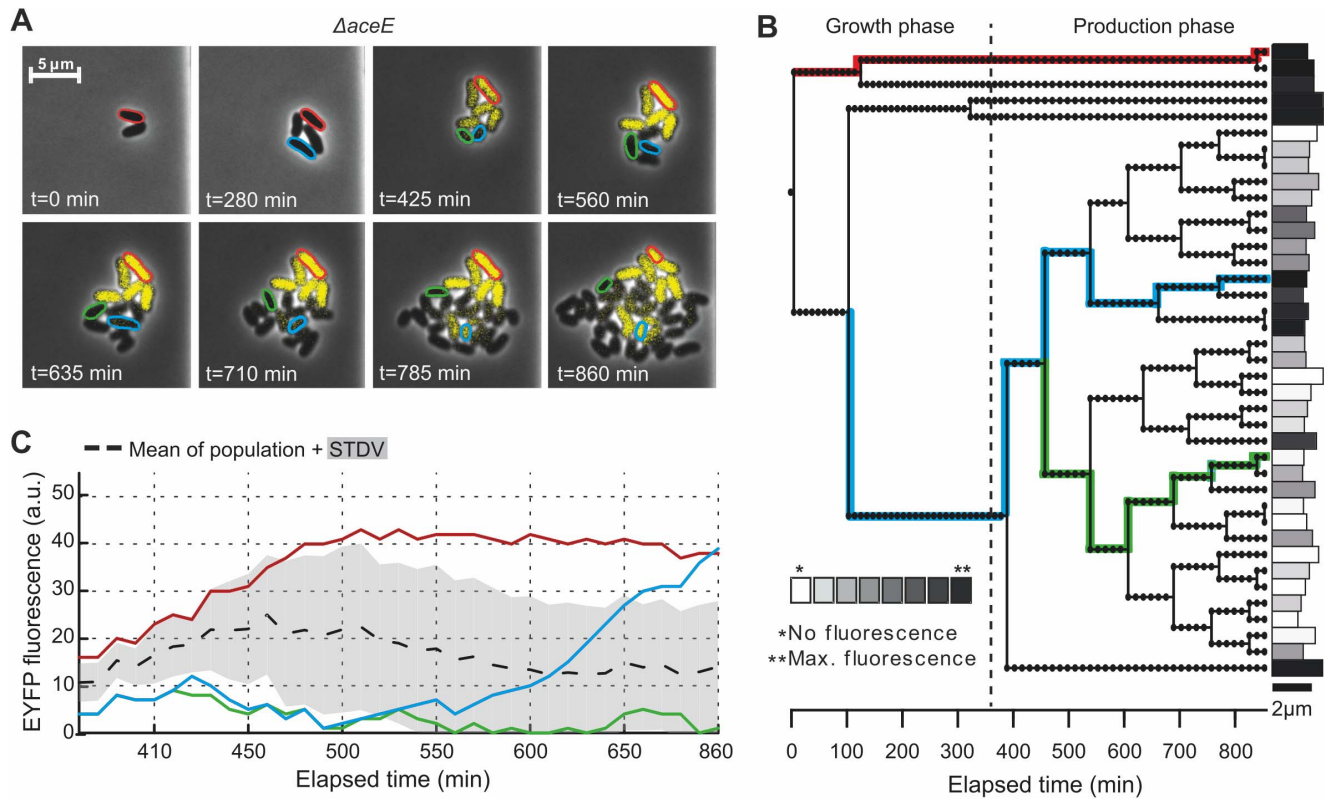 A
ΔaceE
5 µm
t=0 min
t=280 min
t=425 min
t=560 min
t=635 min
t=710 min
t=785 min
t=860 min
B
Growth phase
Production phase
*
**
*No fluorescence
**Max. fluorescence
2µm
0 100 200 300 400 500 600 700 800
Elapsed time (min)
C
Mean of population + STDV
EYFP fluorescence (a.u.)
50
40
30
20
10
0
410 450 500 550 600 650 860
Elapsed time (min)